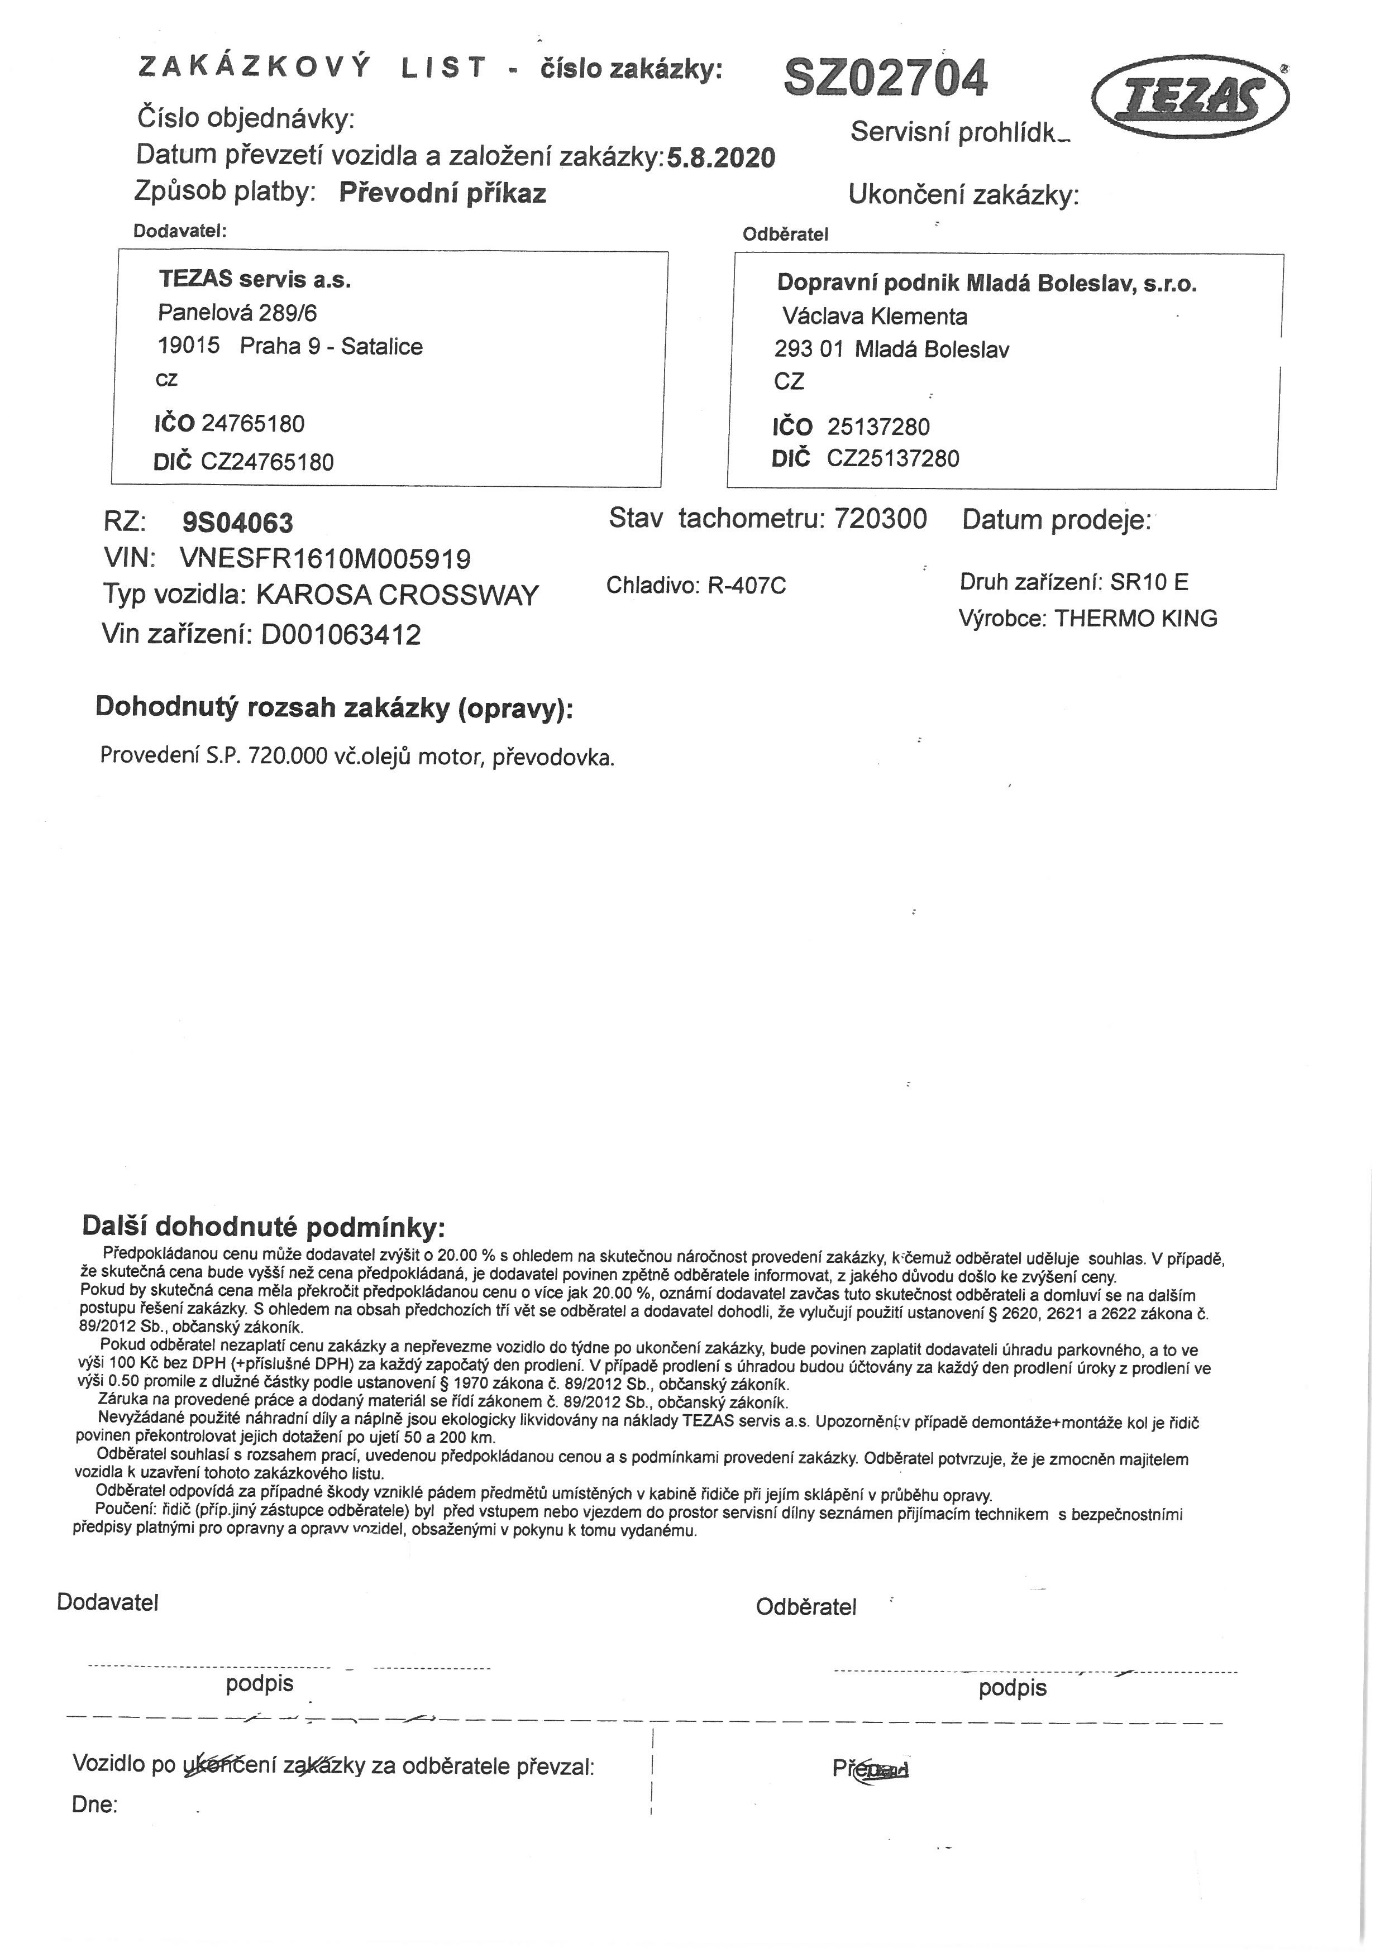 ZAKÁZKOVÝ LIST - číslo zakázky: SZ02704
TEZAS ®
Číslo objednávky:
Servisní prohlídk
Datum převzetí vozidla a založení zakázky:5.8.2020
Způsob platby: Převodní příkaz
Ukončení zakázky:
Dodavatel:
TEZAS servis a.s.
Panelová 289/6
19015 Praha 9 - Satalice
CZ
IČO 24765180
DIČ CZ24765180
Odběratel
Dopravní podnik Mladá Boleslav, s.r.o.
Václava Klementa
293 01 Mladá Boleslav
CZ
IČO 25137280
DIČ CZ25137280
RZ: 9S04063 Stav tachometru: 720300 Datum prodeje:
VIN: VNESFR1610M005919
Typ vozidla: KAROSA CROSSWAY Chladivo: R-407C Druh zařízení: SR10 E
Výrobce: THERMO KING
Vin zařízení: D001063412
Dohodnutý rozsah zakázky (opravy):
Provedení S.P. 720.000 vč.olejů motor, převodovka.
Další dohodnuté podmínky:
Předpokládanou cenu může dodavatel zvýšit o 20.00 % s ohledem na skutečnou náročnost provedení zakázky, k čemuž odběratel uděluje souhlas. V případě,
že skutečná cena bude vyšší než cena předpokládaná, je dodavatel povinen zpětně odběratele informovat, z jakého důvodu došlo ke zvýšení ceny.
Pokud by skutečná cena měla překročit předpokládanou cenu o více jak 20.00 %, oznámí dodavatel zavčas tuto skutečnost odběrateli a domluví se na dalším
postupu řešení zakázky. S ohledem na obsah předchozích tří vět se odběratel a dodavatel dohodli, že vylučují použití ustanovení § 2620, 2621 a 2622 zákona č.
89/2012 Sb., občanský zákoník.
Pokud odběratel nezaplatí cenu zakázky a nepřevezme vozidlo do týdne po ukončení zakázky, bude povinen zaplatit dodavateli úhradu parkovného, a to ve
výši 100 Kč bez DPH (+příslušné DPH) za každý započatý den prodlení. V případě prodlení s úhradou budou účtovány za každý den prodlení úroky z prodlení ve
výši 0.50 promile z dlužné částky podle ustanovení § 1970 zákona č. 89/2012 Sb., občanský zákoník.
Záruka na provedené práce a dodaný materiál se řídí zákonem č. 89/2012 Sb., občanský zákoník.
Nevyžádané použité náhradní díly a náplně jsou ekologicky likvidovány na náklady TEZAS servis a.s. Upozornění:v případě demontáže+montáže kol je řidič
povinen překontrolovat jejich dotažení po ujetí 50 a 200 km.
Odběratel souhlasí s rozsahem prací, uvedenou předpokládanou cenou a s podmínkami provedení zakázky. Odběratel potvrzuje, že je zmocněn majitelem
vozidla k uzavření tohoto zakázkového listu.
Odběratel odpovídá za případné škody vzniklé pádem předmětů umístěných v kabině řidiče při jejím sklápění v průběhu opravy.
Poučení: řidič (příp.jiný zástupce odběratele) byl před vstupem nebo vjezdem do prostor servisní dílny seznámen přijímacím technikem s bezpečnostními
předpisy platnými pro opravny a opravy vozidel, obsaženými v pokynu k tomu vydanému.
Dodavatel
Odběratel
podpis
podpis
Vozidlo po ukončení zakázky za odběratele převzal:
Dne: